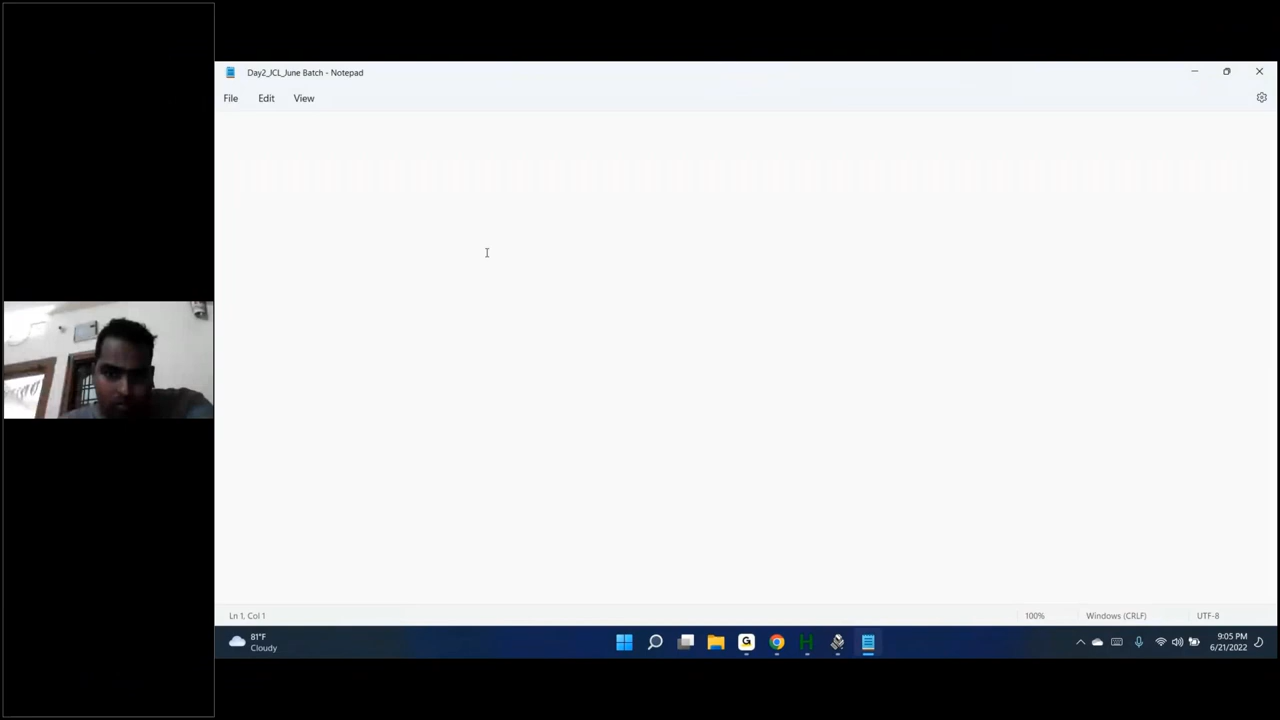 Day2_JCL_June Batch - Notepad
File Edit View
Ln 1, Col 1 100% Windows (CRLF) UTF-8
81°F
Cloudy
G
H
9:05 PM
6/21/2022